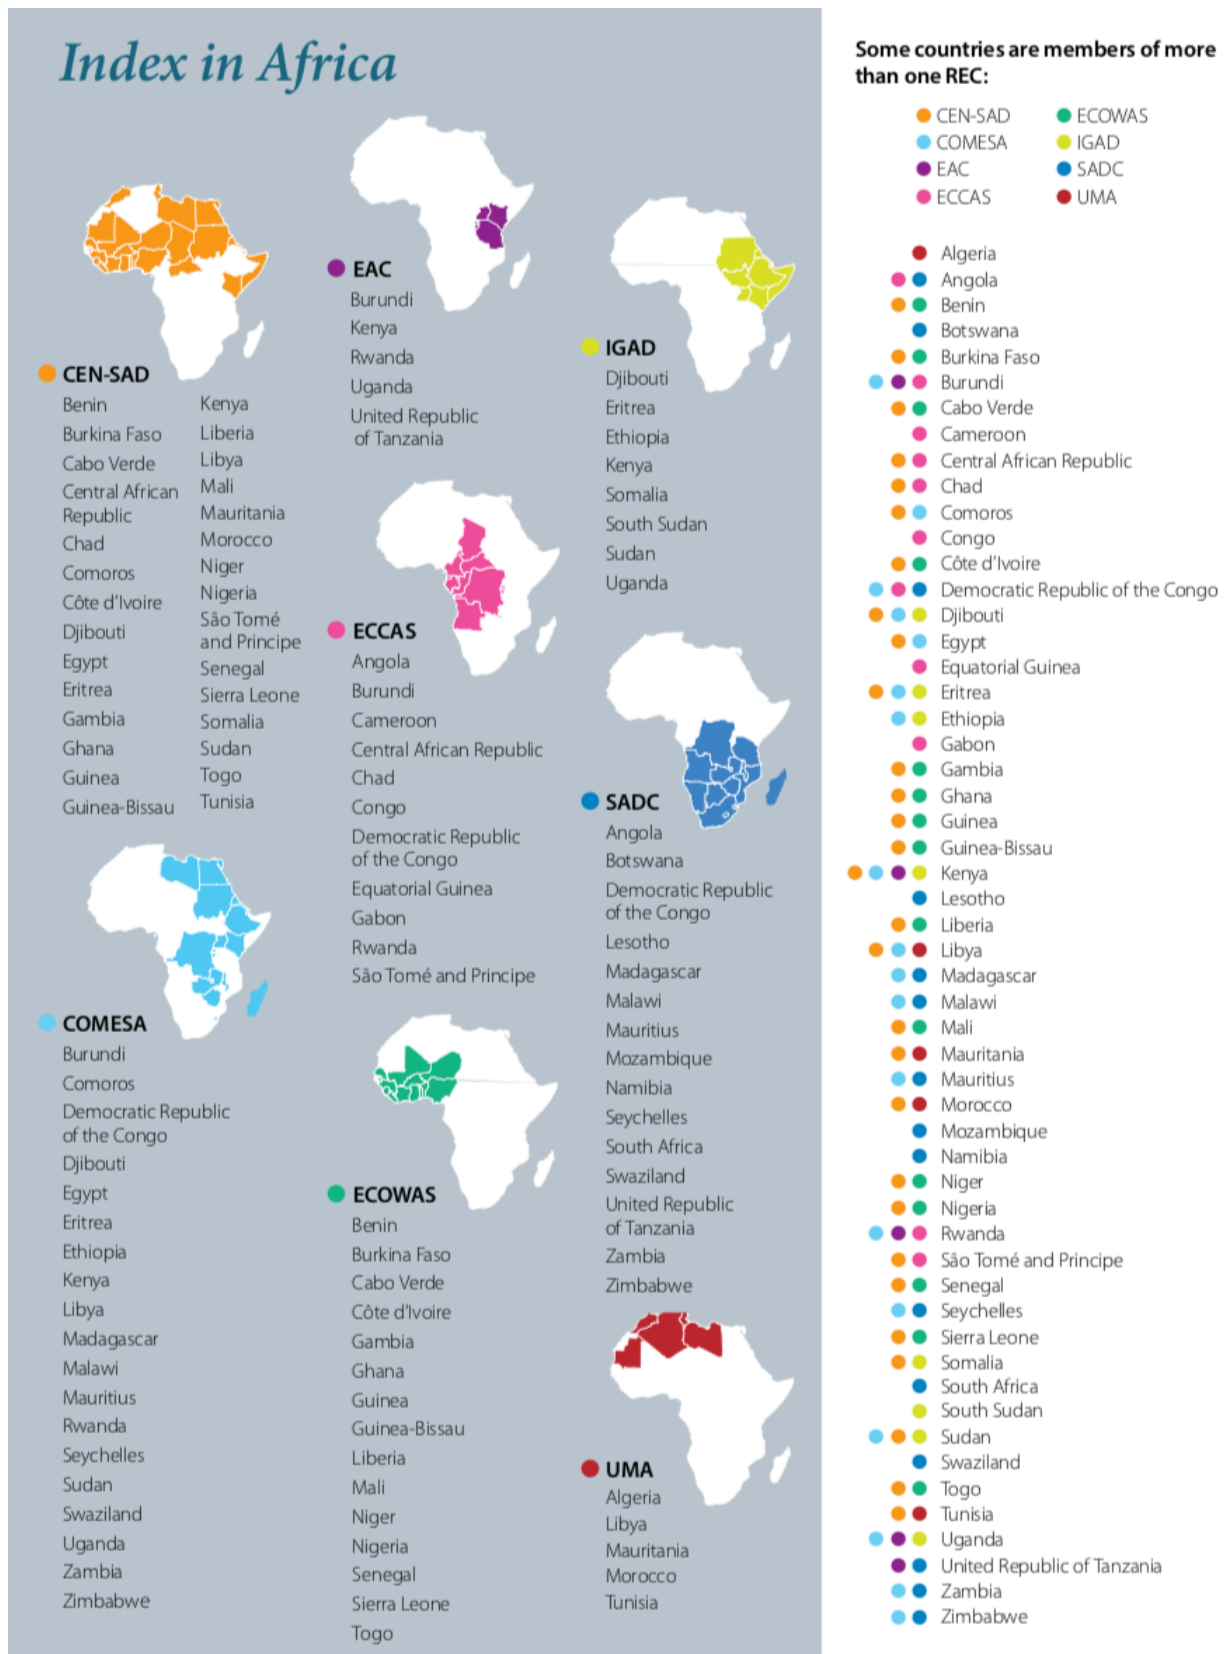 Index in Africa
CEN-SAD
Benin
Burkina Faso
Cabo Verde
Central African
Republic
Chad
Comoros
Côte d'Ivoire
Djibouti
Egypt
Eritrea
Gambia
Ghana
Guinea
Guinea-Bissau
Kenya
Liberia
Libya
Mali
Mauritania
Morocco
Niger
Nigeria
São Tomé
and Principe
Senegal
Sierra Leone
Somalia
Sudan
Togo
Tunisia
COMESA
Burundi
Comoros
Democratic Republic
of the Congo
Djibouti
Egypt
Eritrea
Ethiopia
Kenya
Libya
Madagascar
Malawi
Mauritius
Rwanda
Seychelles
Sudan
Swaziland
Uganda
Zambia
Zimbabwe
EAC
Burundi
Kenya
Rwanda
Uganda
United Republic
of Tanzania
ECCAS
Angola
Burundi
Cameroon
Central African Republic
Chad
Congo
Democratic Republic
of the Congo
Equatorial Guinea
Gabon
Rwanda
São Tomé and Principe
ECOWAS
Benin
Burkina Faso
Cabo Verde
Côte d'Ivoire
Gambia
Ghana
Guinea
Guinea-Bissau
Liberia
Mali
Niger
Nigeria
Senegal
Sierra Leone
Togo
IGAD
Djibouti
Eritrea
Ethiopia
Kenya
Somalia
South Sudan
Sudan
Uganda
SADC
Angola
Botswana
Democratic Republic
of the Congo
Lesotho
Madagascar
Malawi
Mauritius
Mozambique
Namibia
Seychelles
South Africa
Swaziland
United Republic
of Tanzania
Zambia
Zimbabwe
UMA
Algeria
Libya
Mauritania
Morocco
Tunisia
Some countries are members of more
than one REC:
CEN-SAD
COMESA
EAC
ECCAS
ECOWAS
IGAD
SADC
UMA
Algeria
Angola
Benin
Botswana
Burkina Faso
Burundi
Cabo Verde
Cameroon
Central African Republic
Chad
Comoros
Congo
Côte d'Ivoire
Democratic Republic of the Congo
Djibouti
Egypt
Equatorial Guinea
Eritrea
Ethiopia
Gabon
Gambia
Ghana
Guinea
Guinea-Bissau
Kenya
Lesotho
Liberia
Libya
Madagascar
Malawi
Mali
Mauritania
Mauritius
Morocco
Mozambique
Namibia
Niger
Nigeria
Rwanda
São Tomé and Principe
Senegal
Seychelles
Sierra Leone
Somalia
South Africa
South Sudan
Sudan
Swaziland
Togo
Tunisia
Uganda
United Republic of Tanzania
Zambia
Zimbabwe